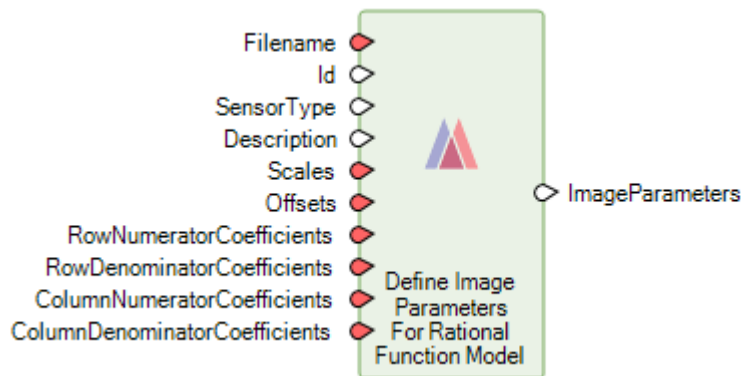 Filename
Id
SensorType
Description
Scales
Offsets
RowNumeratorCoefficients
RowDenominatorCoefficients
ColumnNumeratorCoefficients
ColumnDenominatorCoefficients
Define Image
Parameters
For Rational
Function Model
ImageParameters